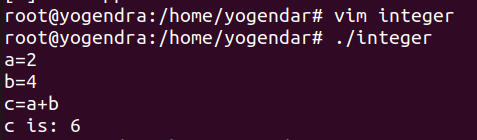 root@yogendra:/home/yogendar# vim integer
root@yogendra:/home/yogendar# ./integer
a=2
b=4
c=a+b
c is: 6